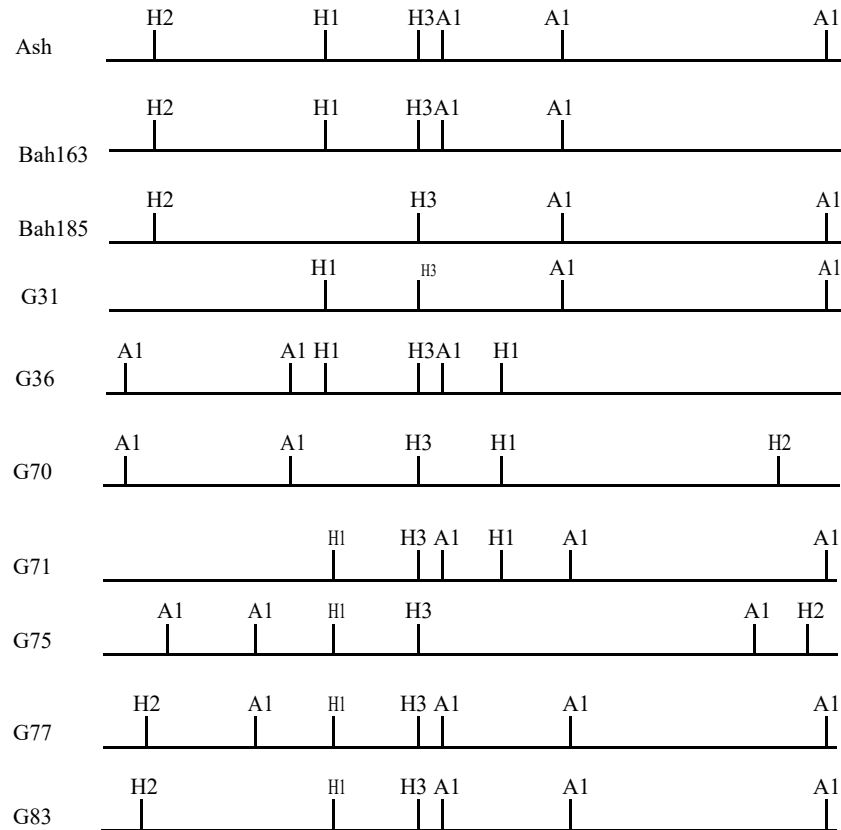 H2 H1 H3 A1 A1 A1
Ash
H2 H1 H3 A1 A1
Bah163
H2 H3 A1 A1
Bah185
H1 H3 A1 A1
G31
A1 A1 H1 H3 A1 H1
G36
A1 A1 H3 H1 H2
G70
H1 H3 A1 H1 A1 A1
G71
A1 A1 H1 H3 A1 H2
G75
H2 A1 H1 H3 A1 A1 A1
G77
H2 H1 H3 A1 A1 A1
G83